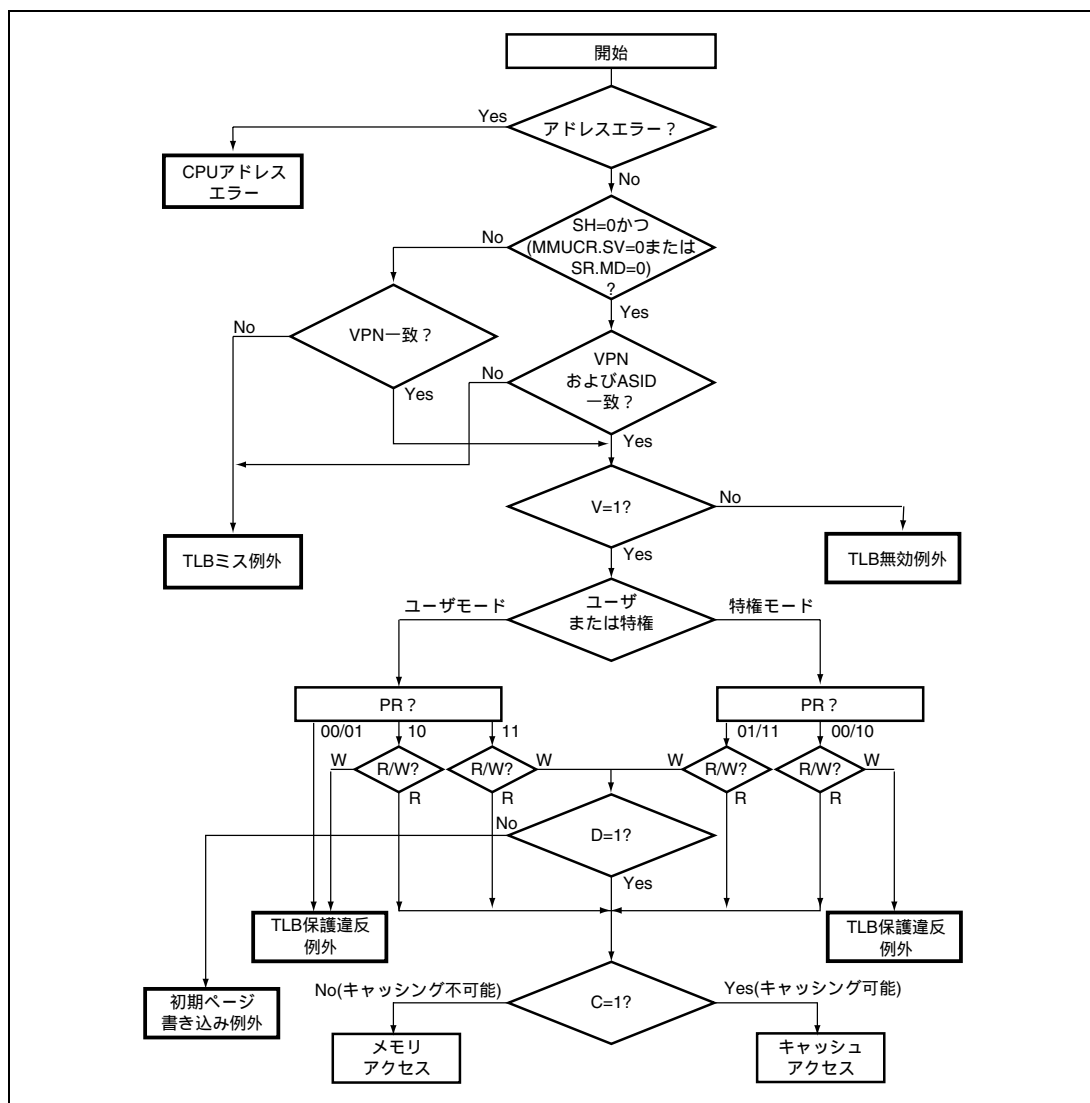 開始
アドレスエラー？
Yes
No
CPUアドレス
エラー
SH=0かつ
(MMUCR.SV=0または
SR.MD=0)
?
No
Yes
VPN一致？
No
Yes
VPN
およびASID
一致？
No
Yes
V=1?
No
Yes
TLBミス例外
TLB無効例外
ユーザモード
ユーザ
または特権
特権モード
PR？
PR？
00/01
10
11
01/11
00/10
W
R/W?
R/W?
W
W
R/W?
R/W?
W
R
R
R
R
No
D=1?
Yes
TLB保護違反
例外
TLB保護違反
例外
初期ページ
書き込み例外
No(キャッシング不可能)
C=1?
Yes(キャッシング可能)
メモリ
アクセス
キャッシュ
アクセス